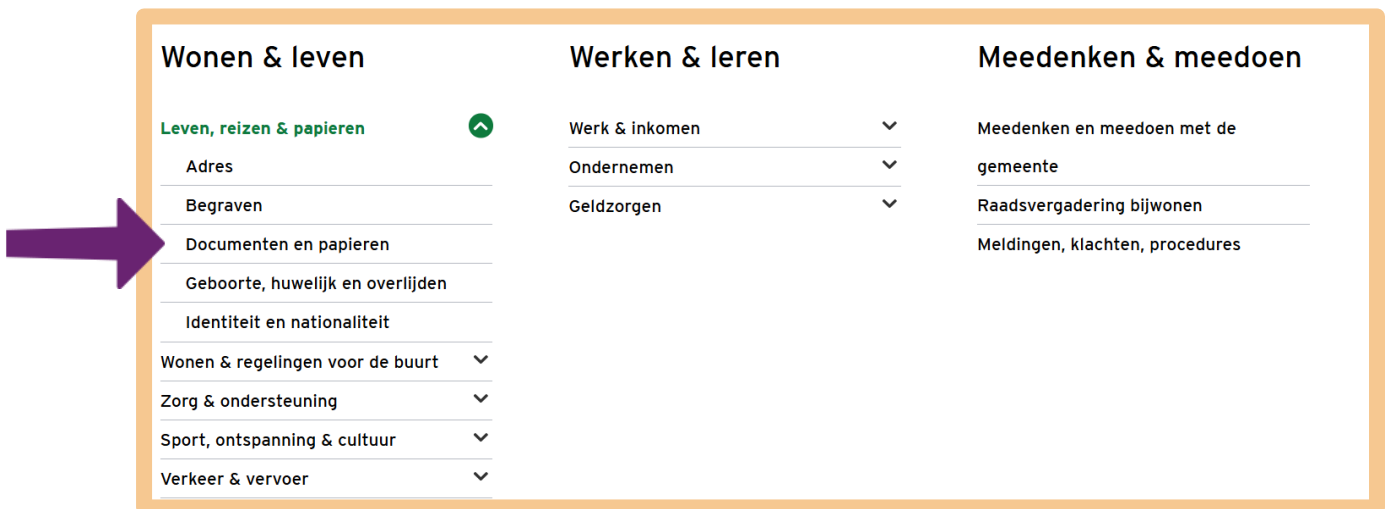 Wonen & leven
Leven, reizen & papieren
Adres
Begraven
Documenten en papieren
Geboorte, huwelijk en overlijden
Identiteit en nationaliteit
Wonen & regelingen voor de buurt
Zorg & ondersteuning
Sport, ontspanning & cultuur
Verkeer & vervoer
Werken & leren
Werk & inkomen
Ondernemen
Geldzorgen
Meedenken & meedoen
Meedenken en meedoen met de
gemeente
Raadsvergadering bijwonen
Meldingen, klachten, procedures